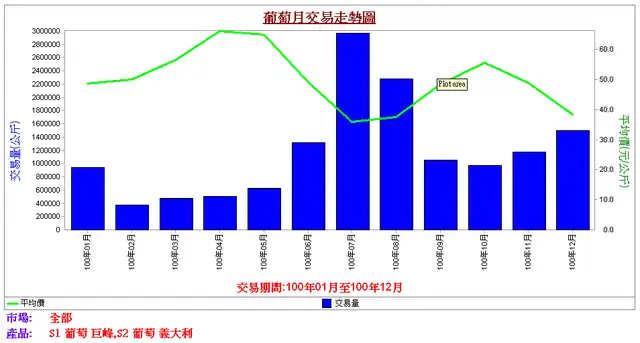 葡萄月交易走勢圖
3000000
2800000
2600000
2400000
2200000
2000000
1800000
1600000
1400000
1200000
1000000
800000
600000
400000
200000
0
交易量(公斤)
60.0
50.0
40.0
30.0
20.0
10.0
0.0
平均價(元/公斤)
Plot area
100年01月
100年02月
100年03月
100年04月
100年05月
100年06月
100年07月
100年08月
100年09月
100年10月
100年11月
100年12月
交易期間:100年01月至100年12月
平均價 交易量
市場: 全部
產品: S1 葡萄 巨峰,S2 葡萄 義大利